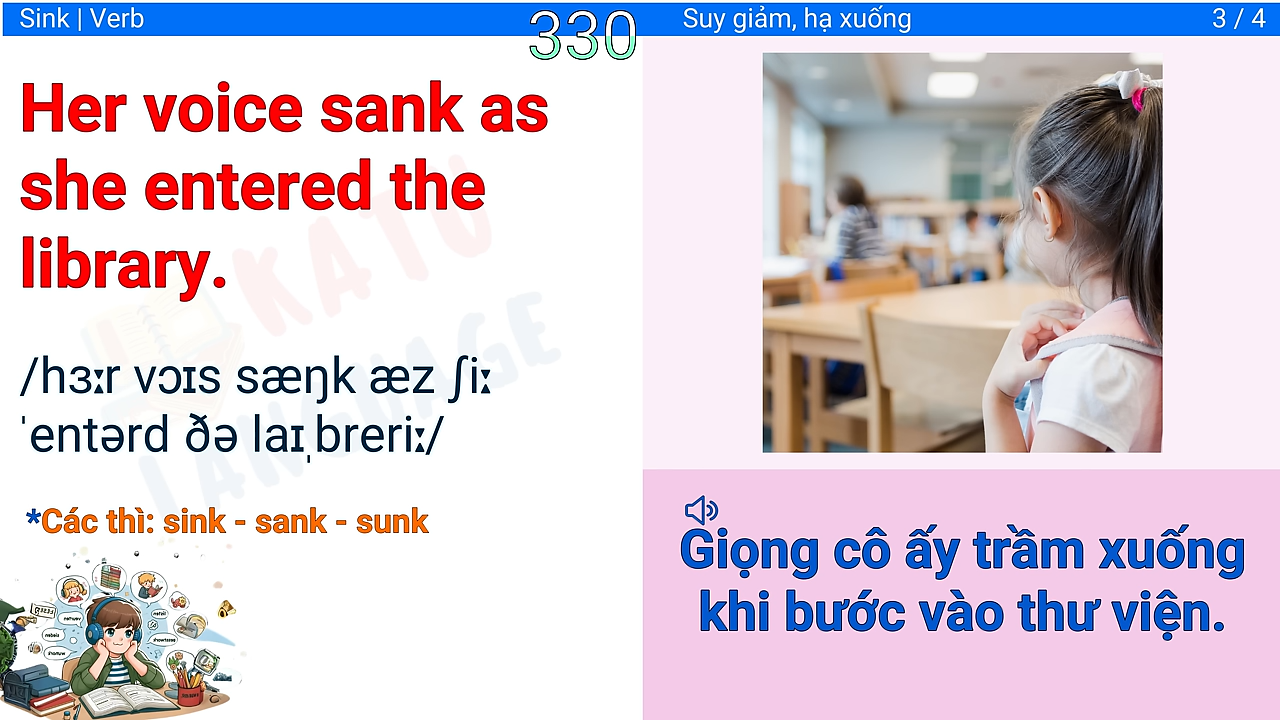 Sink | Verb
330
Suy giảm, hạ xuống
3 / 4
Her voice sank as
she entered the
library.
/hɜːr vɔɪs sæŋk æz ʃiː
ˈentərd ðə laɪˌbreriː/
*Các thì: sink - sank - sunk
KATO
LANGUAGE
Giọng cô ấy trầm xuống
khi bước vào thư viện.